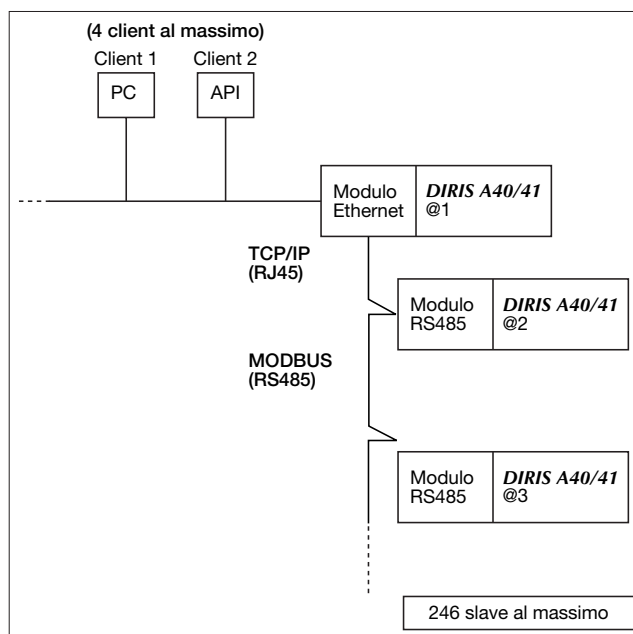 (4 client al massimo)
Client 1
Client 2
PC
API
Modulo
Ethernet
DIRIS A40/41
@1
TCP/IP
(RJ45)
Modulo
RS485
DIRIS A40/41
@2
MODBUS
(RS485)
Modulo
RS485
DIRIS A40/41
@3
246 slave al massimo